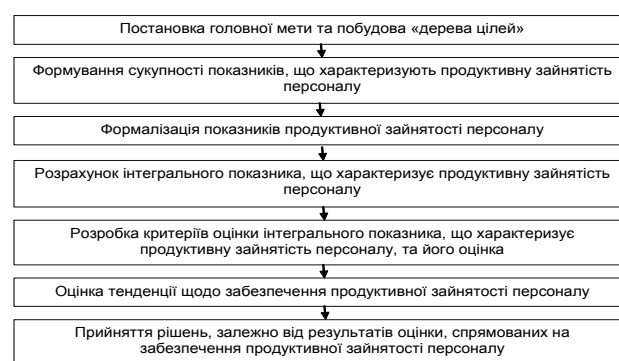 Постановка головної мети та побудова «дерева цілей»
Формування сукупності показників, що характеризують продуктивну зайнятість
персоналу
Формалізація показників продуктивної зайнятості персоналу
Розрахунок інтегрального показника, що характеризує продуктивну зайнятість
персоналу
Розробка критеріїв оцінки інтегрального показника, що характеризує
продуктивну зайнятість персоналу, та його оцінка
Оцінка тенденції щодо забезпечення продуктивної зайнятості персоналу
Прийняття рішень, залежно від результатів оцінки, спрямованих на
забезпечення продуктивної зайнятості персоналу